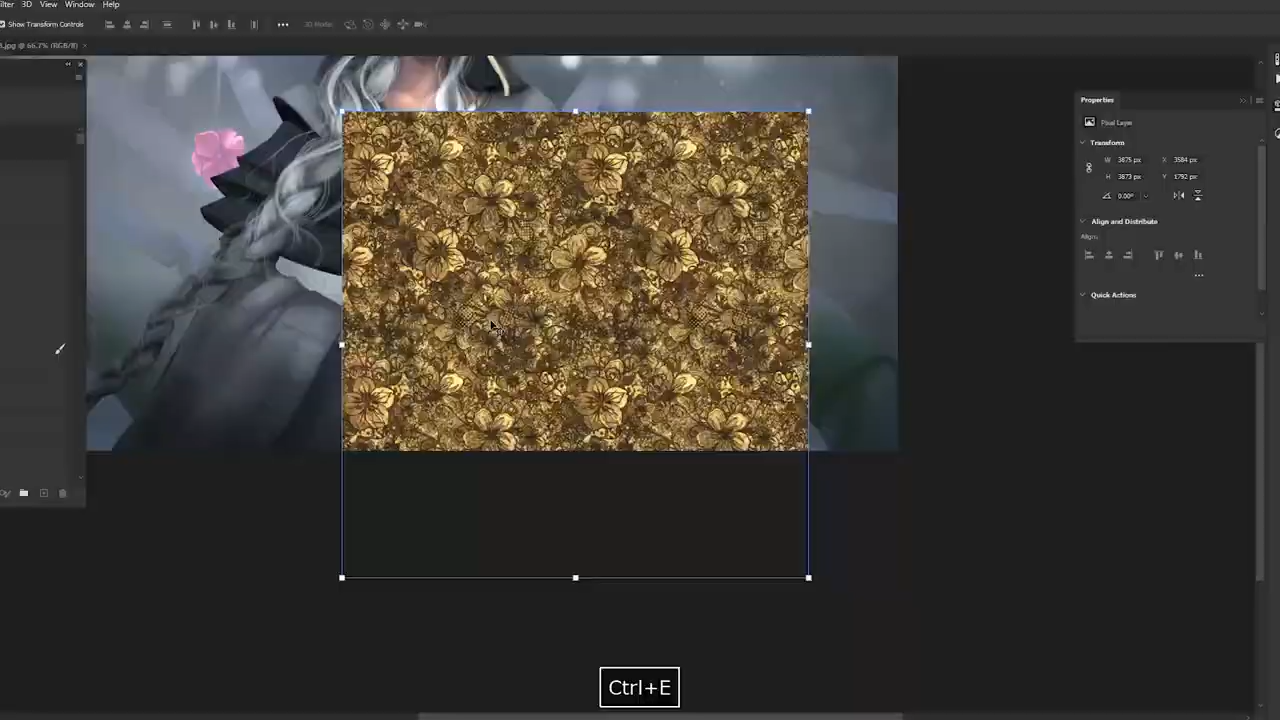 ilter 3D View Window Help
Show Transform Controls
3D Mode:
.jpg @ 66.7% (RGB/8)
Properties
Pixel Layer
Transform
W 3875 px X 3584 px
H 3873 px Y 1792 px
0.00°
Align and Distribute
Align:
Quick Actions
Ctrl+E